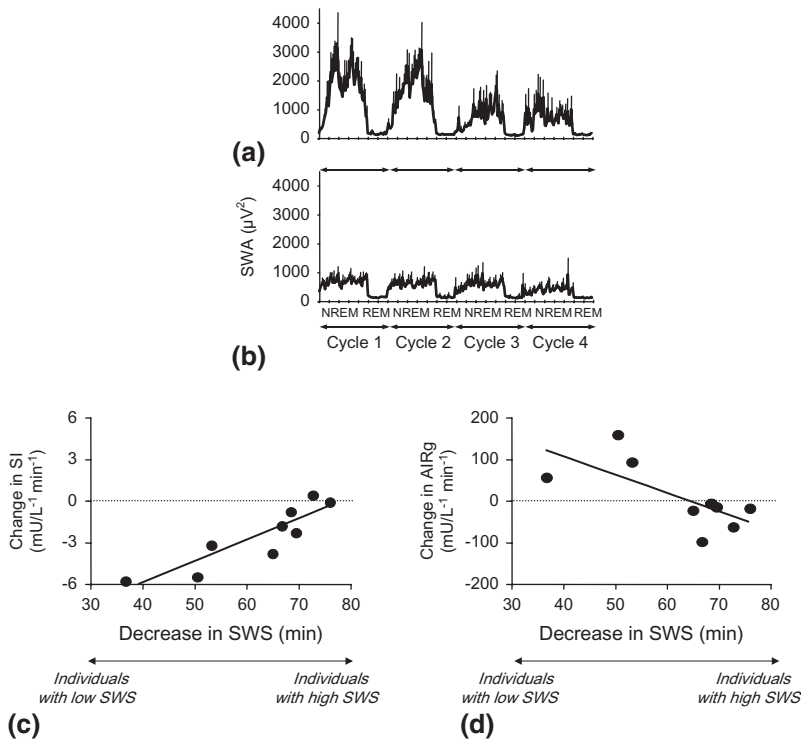 4000
3000
2000
1000
0
(a)
4000
3000
2000
1000
0
SWA (µV²)
NREM REM NREM REM NREM REM NREM REM
Cycle 1 Cycle 2 Cycle 3 Cycle 4
(b)
6
3
0
-3
-6
Change in SI
(mU/L⁻¹ min⁻¹)
30 40 50 60 70 80
Decrease in SWS (min)
Individuals
with low SWS
Individuals
with high SWS
(c)
200
100
0
-100
-200
Change in AIRg
(mU/L⁻¹ min⁻¹)
30 40 50 60 70 80
Decrease in SWS (min)
Individuals
with low SWS
Individuals
with high SWS
(d)